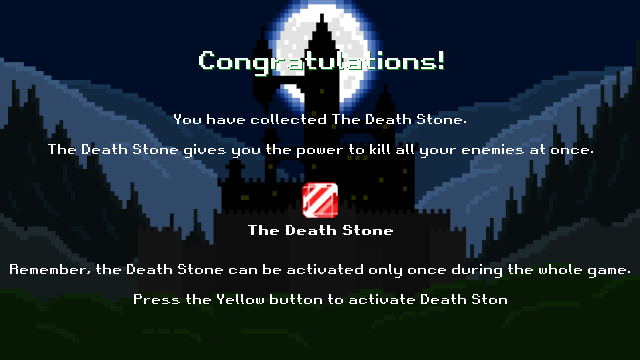 Congratulations!
You have collected The Death Stone.
The Death Stone gives you the power to kill all your enemies at once.
The Death Stone
Remember, the Death Stone can be activated only once during the whole game.
Press the Yellow button to activate Death Ston